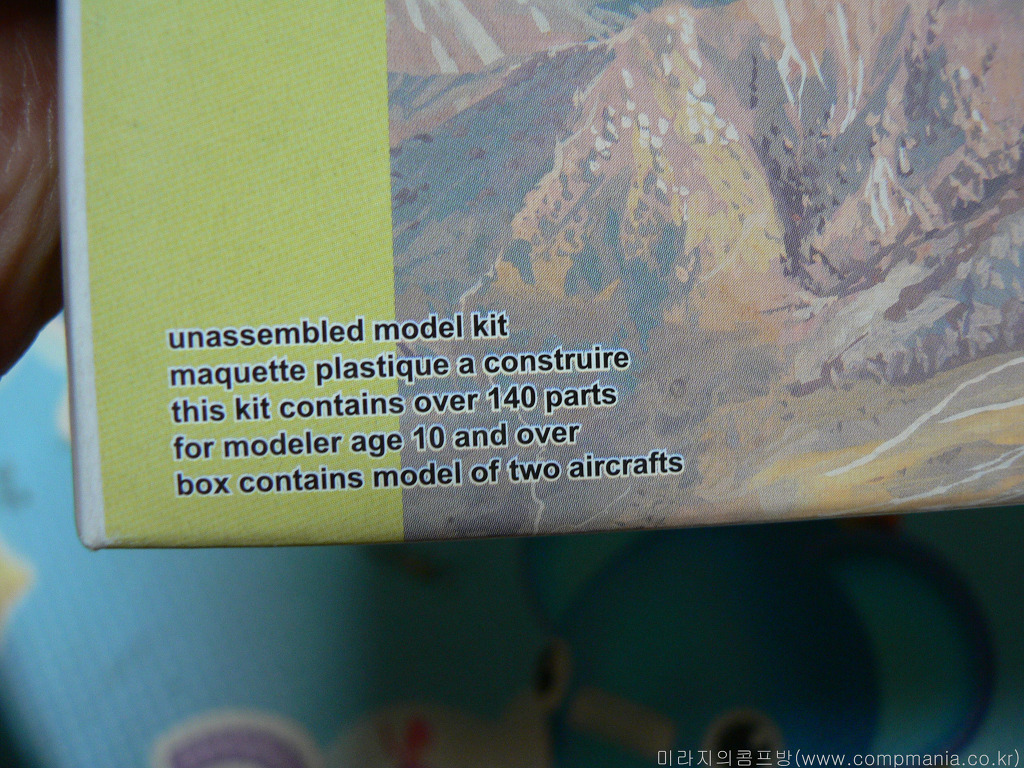 unassembled model kit
maquette plastique a construire
this kit contains over 140 parts
for modeler age 10 and over
box contains model of two aircrafts
미라지의콤프방(www.compmania.co.kr)